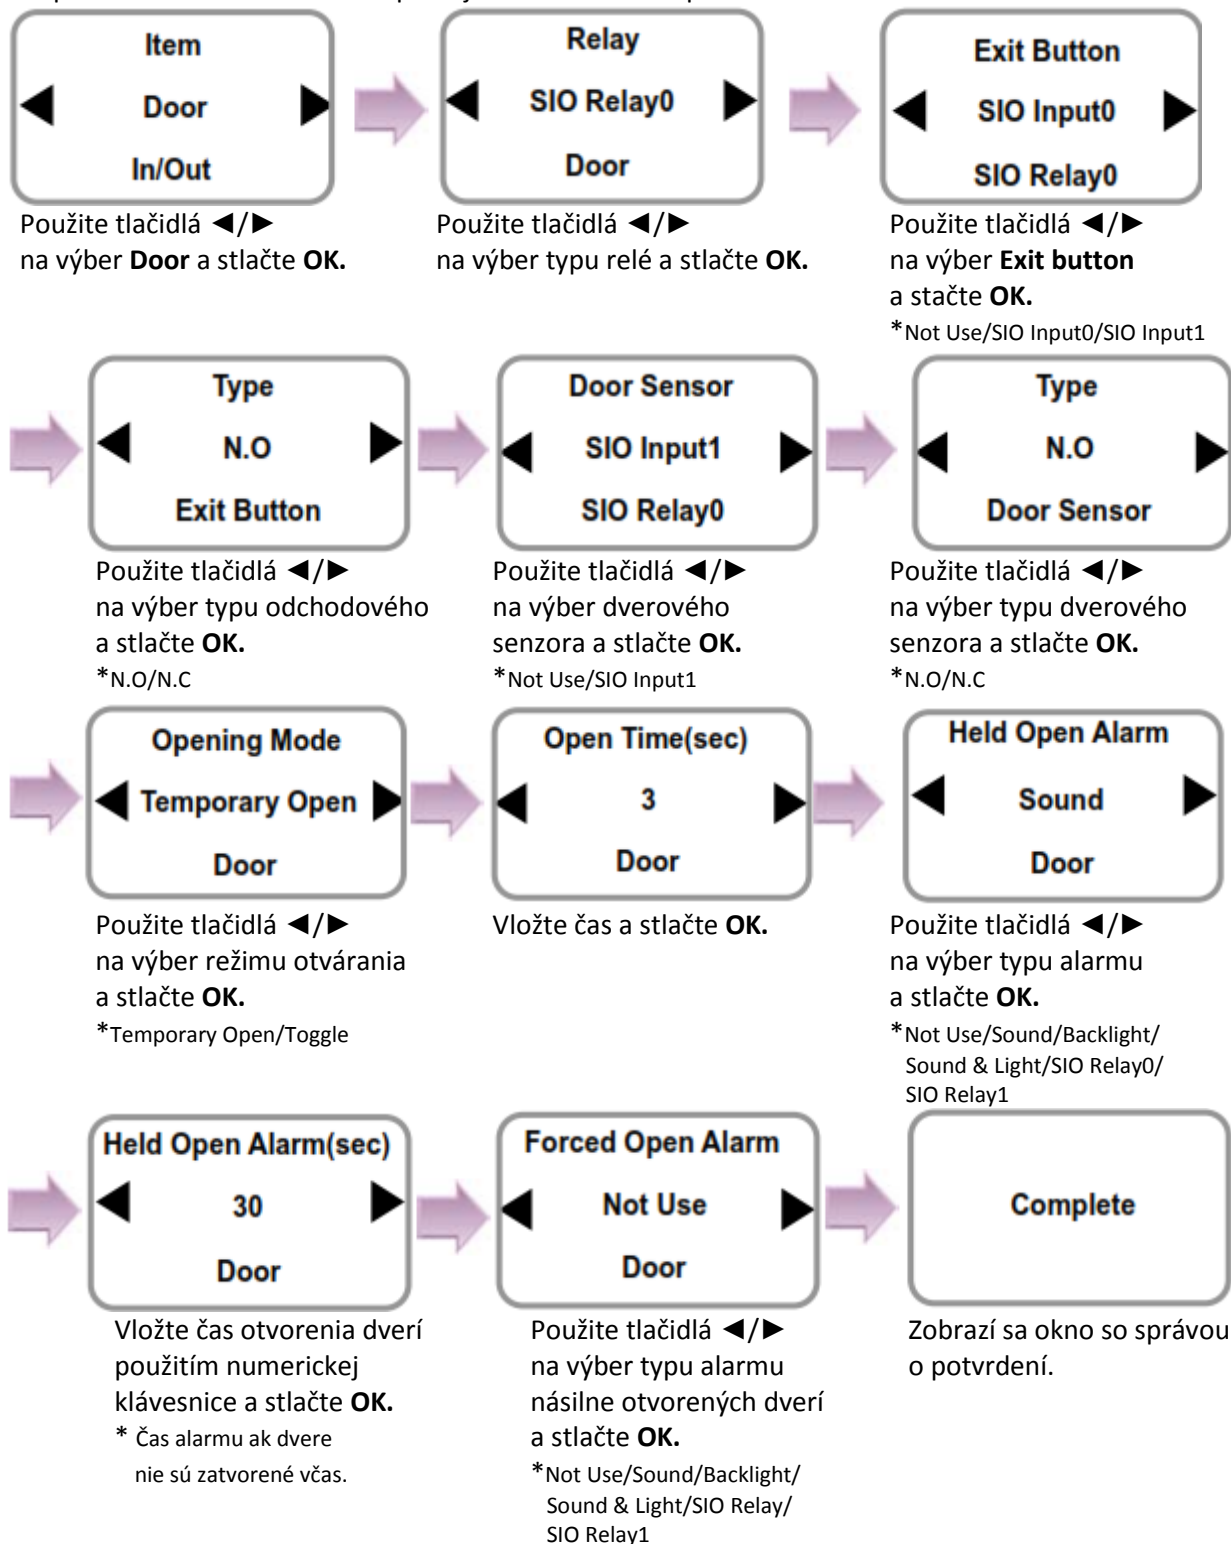 Item
Door
In/Out
Relay
SIO Relay0
Door
Exit Button
SIO Input0
SIO Relay0
Použite tlačidlá ◄/►
na výber Door a stlačte OK.
Použite tlačidlá ◄/►
na výber typu relé a stlačte OK.
Použite tlačidlá ◄/►
na výber Exit button
a stačte OK.
*Not Use/SIO Input0/SIO Input1
Type
N.O
Exit Button
Door Sensor
SIO Input1
SIO Relay0
Type
N.O
Door Sensor
Použite tlačidlá ◄/►
na výber typu odchodového
a stlačte OK.
*N.O/N.C
Použite tlačidlá ◄/►
na výber dverového
senzora a stlačte OK.
*Not Use/SIO Input1
Použite tlačidlá ◄/►
na výber typu dverového
senzora a stlačte OK.
*N.O/N.C
Opening Mode
Temporary Open
Door
Open Time(sec)
3
Door
Held Open Alarm
Sound
Door
Použite tlačidlá ◄/►
na výber režimu otvárania
a stlačte OK.
*Temporary Open/Toggle
Vložte čas a stlačte OK.
Použite tlačidlá ◄/►
na výber typu alarmu
a stlačte OK.
*Not Use/Sound/Backlight/
Sound & Light/SIO Relay0/
SIO Relay1
Held Open Alarm(sec)
30
Door
Forced Open Alarm
Not Use
Door
Complete
Vložte čas otvorenia dverí
použitím numerickej
klávesnice a stlačte OK.
* Čas alarmu ak dvere
nie sú zatvorené včas.
Použite tlačidlá ◄/►
na výber typu alarmu
násilne otvorených dverí
a stlačte OK.
*Not Use/Sound/Backlight/
Sound & Light/SIO Relay/
SIO Relay1
Zobrazí sa okno so správou
o potvrdení.